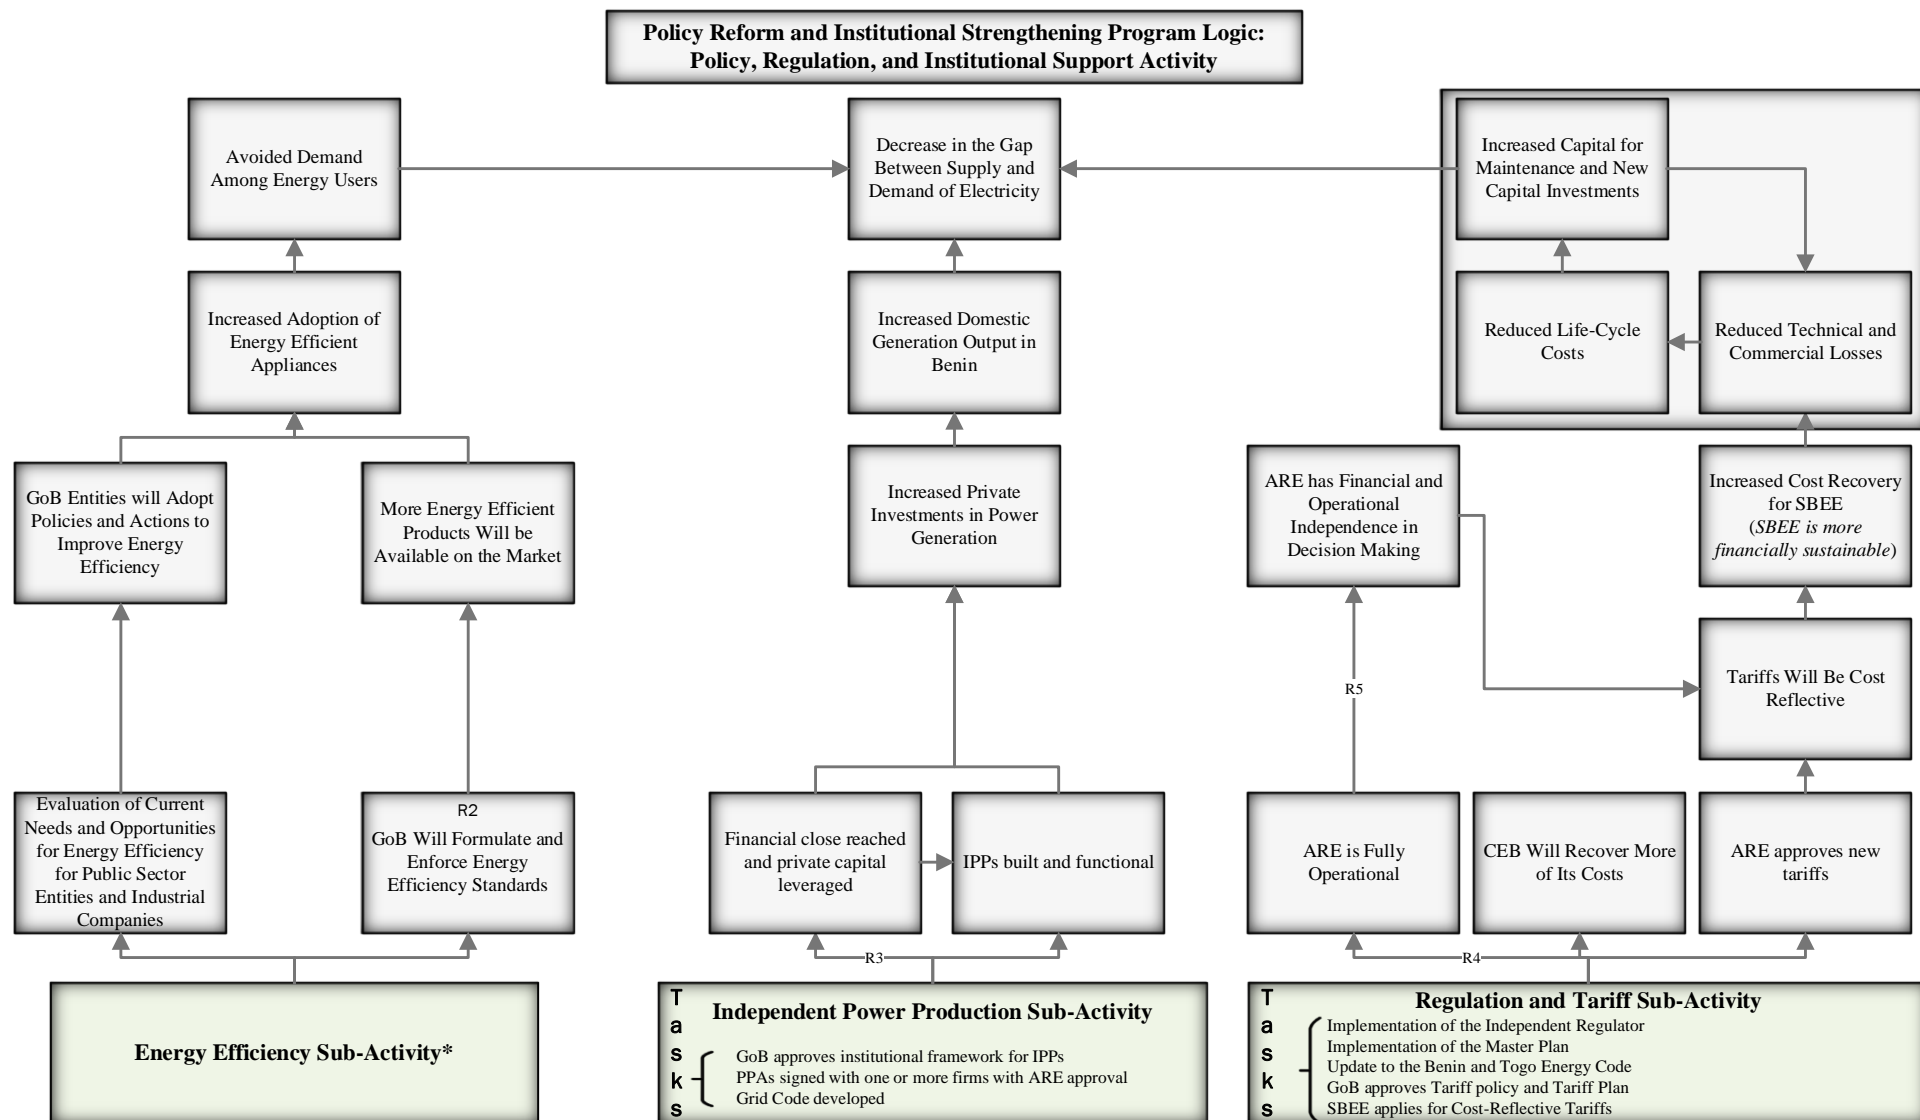 Policy Reform and Institutional Strengthening Program Logic:
Policy, Regulation, and Institutional Support Activity
Avoided Demand
Among Energy Users
Decrease in the Gap
Between Supply and
Demand of Electricity
Increased Capital for
Maintenance and New
Capital Investments
Increased Adoption of
Energy Efficient
Appliances
Increased Domestic
Generation Output in
Benin
Reduced Life-Cycle
Costs
Reduced Technical and
Commercial Losses
GoB Entities will Adopt
Policies and Actions to
Improve Energy
Efficiency
More Energy Efficient
Products Will be
Available on the Market
Increased Private
Investments in Power
Generation
ARE has Financial and
Operational
Independence in
Decision Making
Increased Cost Recovery
for SBEE
(SBEE is more
financially sustainable)
R5
Tariffs Will Be Cost
Reflective
Evaluation of Current
Needs and Opportunities
for Energy Efficiency
for Public Sector
Entities and Industrial
Companies
R2
GoB Will Formulate and
Enforce Energy
Efficiency Standards
Financial close reached
and private capital
leveraged
IPPs built and functional
ARE is Fully
Operational
CEB Will Recover More
of Its Costs
ARE approves new
tariffs
R3
R4
Energy Efficiency Sub-Activity*
T
a
s
k
s
Independent Power Production Sub-Activity
GoB approves institutional framework for IPPs
PPAs signed with one or more firms with ARE approval
Grid Code developed
T
a
s
k
s
Regulation and Tariff Sub-Activity
Implementation of the Independent Regulator
Implementation of the Master Plan
Update to the Benin and Togo Energy Code
GoB approves Tariff policy and Tariff Plan
SBEE applies for Cost-Reflective Tariffs